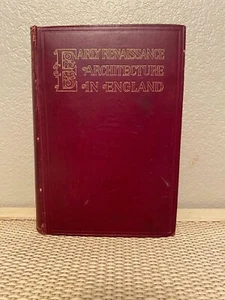 EARLY RENAISSANCE
ARCHITECTURE
IN ENGLAND